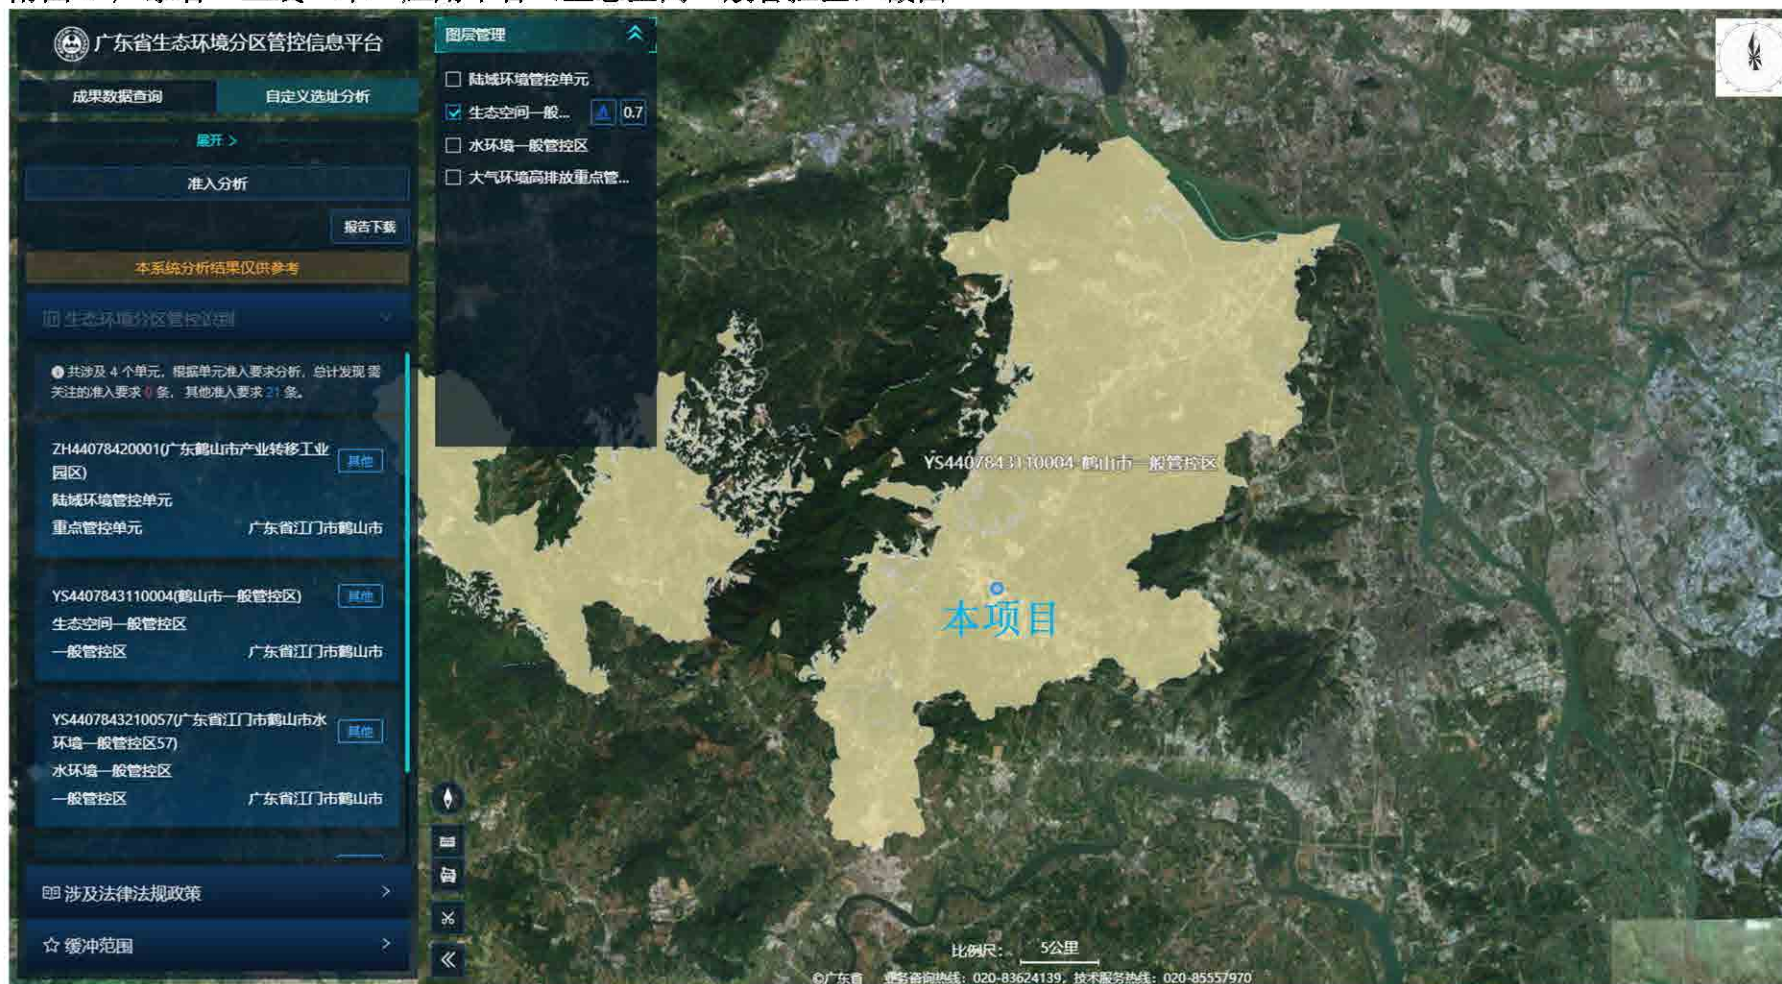 广东省生态环境分区管控信息平台
成果数据查询
自定义选址分析
展开 >
准入分析
报告下载
本系统分析结果仅供参考
生态环境分区管控识别
共涉及 4 个单元, 根据单元准入要求分析, 总计发现 需
关注的准入要求 0 条, 其他准入要求 21 条。
ZH44078420001(广东鹤山市产业转移工业
园区)
其他
陆域环境管控单元
重点管控单元 广东省江门市鹤山市
YS4407843110004(鹤山市一般管控区)
其他
生态空间一般管控区
一般管控区 广东省江门市鹤山市
YS4407843210057(广东省江门市鹤山市水
环境一般管控区57)
其他
水环境一般管控区
一般管控区 广东省江门市鹤山市
涉及法律法规政策 >
缓冲范围 >
图层管理
陆域环境管控单元
生态空间一般... 0.7
水环境一般管控区
大气环境高排放重点管...
YS4407843110004-鹤山市一般管控区
本项目
比例尺: 5公里
©广东省 业务咨询热线: 020-83624139, 技术服务热线: 020-85557970